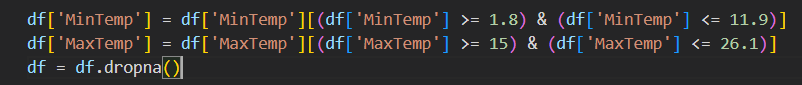 df['MinTemp'] = df['MinTemp'][(df['MinTemp'] >= 1.8) & (df['MinTemp'] <= 11.9)]
df['MaxTemp'] = df['MaxTemp'][(df['MaxTemp'] >= 15) & (df['MaxTemp'] <= 26.1)]
df = df.dropna()